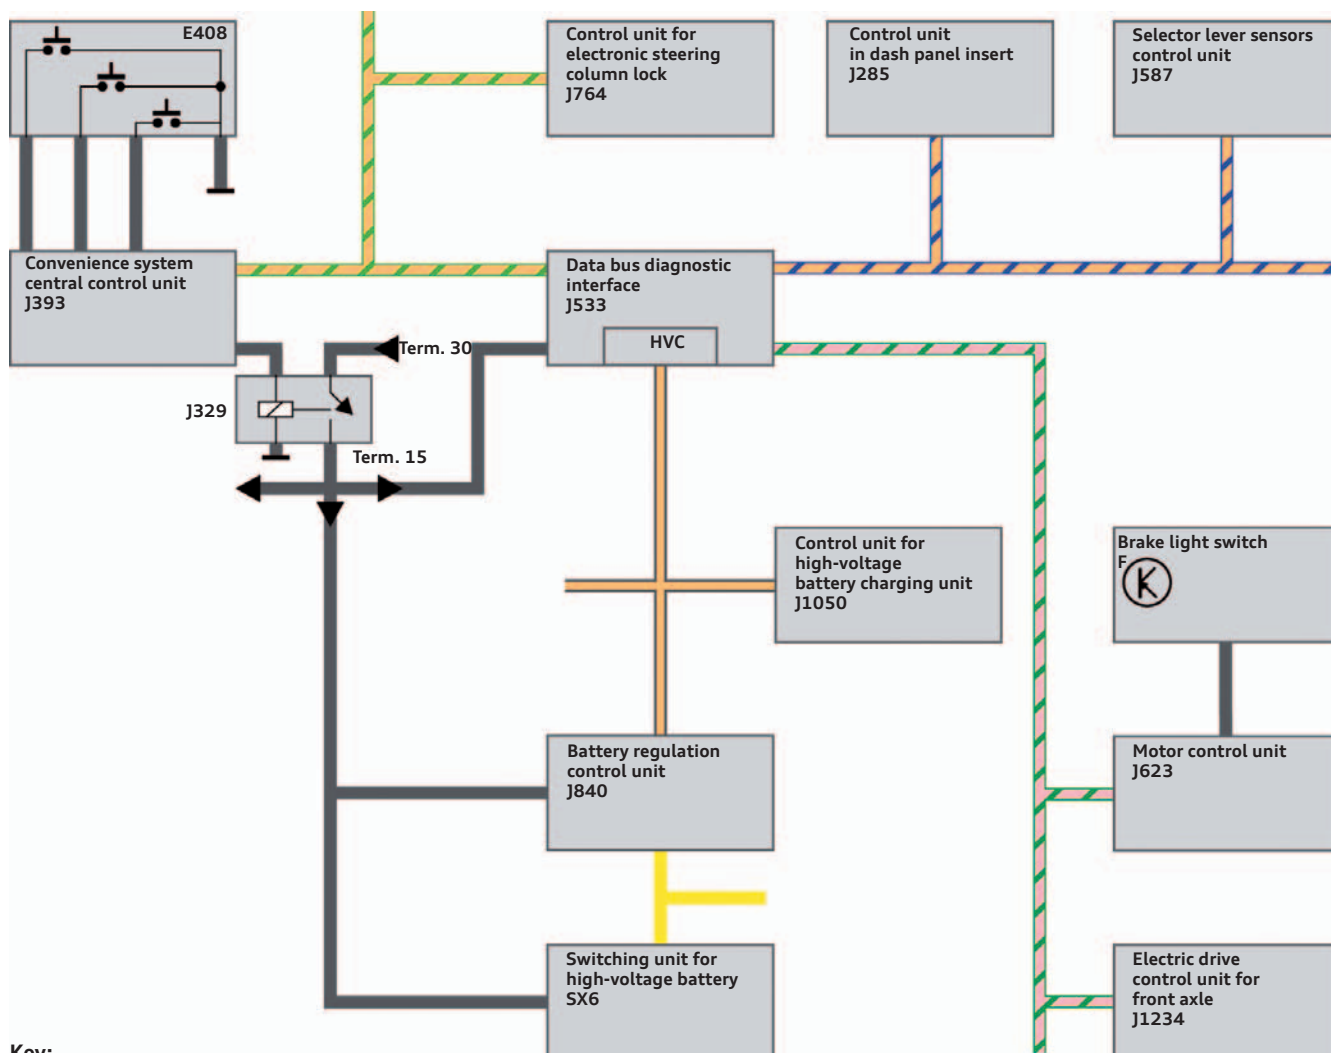 E408
Control unit for
electronic steering
column lock
J764
Control unit
in dash panel insert
J285
Selector lever sensors
control unit
J587
Convenience system
central control unit
J393
Data bus diagnostic
interface
J533
HVC
Term. 30
J329
Term. 15
Control unit for
high-voltage
battery charging unit
J1050
Brake light switch
F
Battery regulation
control unit
J840
Motor control unit
J623
Switching unit for
high-voltage battery
SX6
Electric drive
control unit for
front axle
J1234
Key: